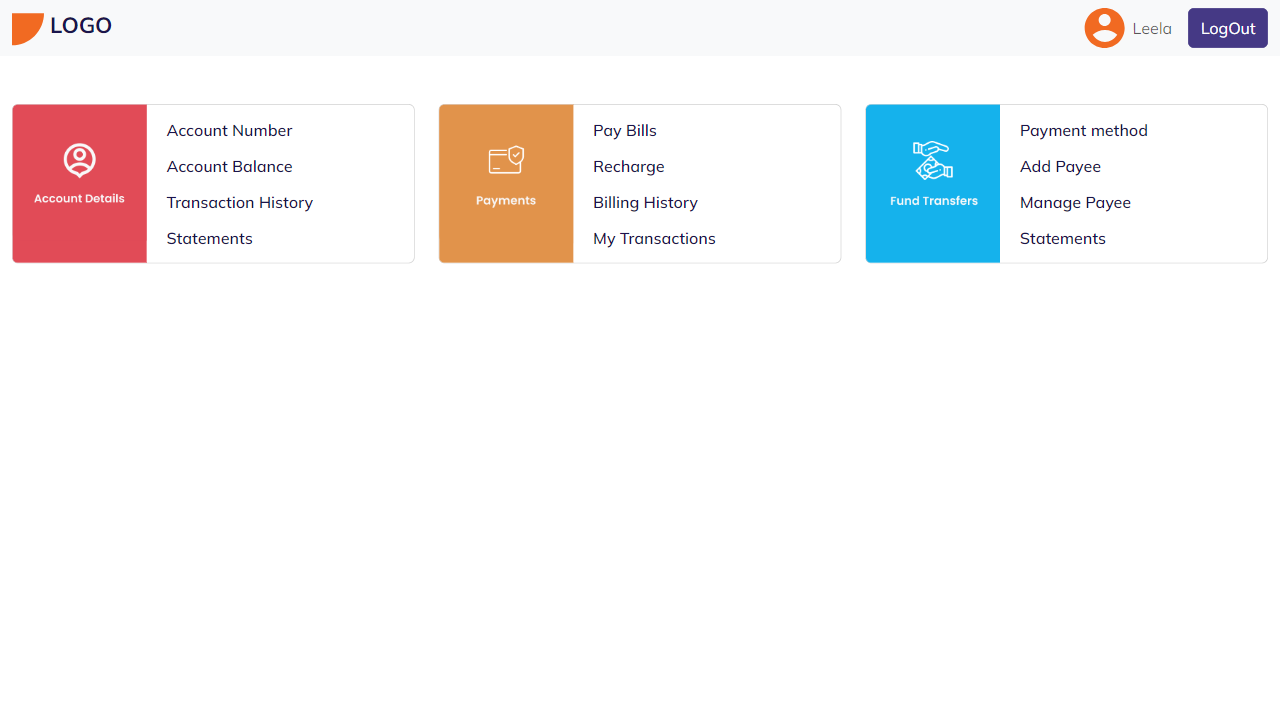 LOGO
Leela
LogOut
Account Details
Account Number
Account Balance
Transaction History
Statements
Payments
Pay Bills
Recharge
Billing History
My Transactions
Fund Transfers
Payment method
Add Payee
Manage Payee
Statements